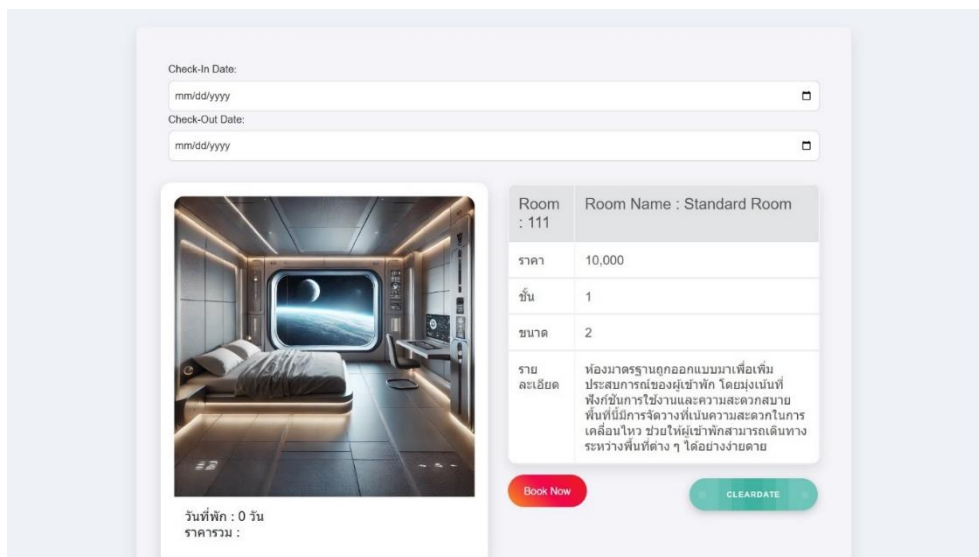 Check-In Date:
mm/dd/yyyy
Check-Out Date:
mm/dd/yyyy
Room
: 111
Room Name : Standard Room
ราคา
10,000
ชั้น
1
ขนาด
2
ราย
ละเอียด
ห้องมาตรฐานถูกออกแบบมาเพื่อเพิ่ม
ประสบการณ์ของผู้เข้าพัก โดยมุ่งเน้นที่
ฟังก์ชันการใช้งานและความสะดวกสบาย
พื้นที่นี้มีการจัดวางที่เน้นความสะดวกในการ
เคลื่อนไหว ช่วยให้ผู้เข้าพักสามารถเดินทาง
ระหว่างพื้นที่ต่าง ๆ ได้อย่างง่ายดาย
Book Now
CLEARDATE
วันที่พัก : 0 วัน
ราคารวม :